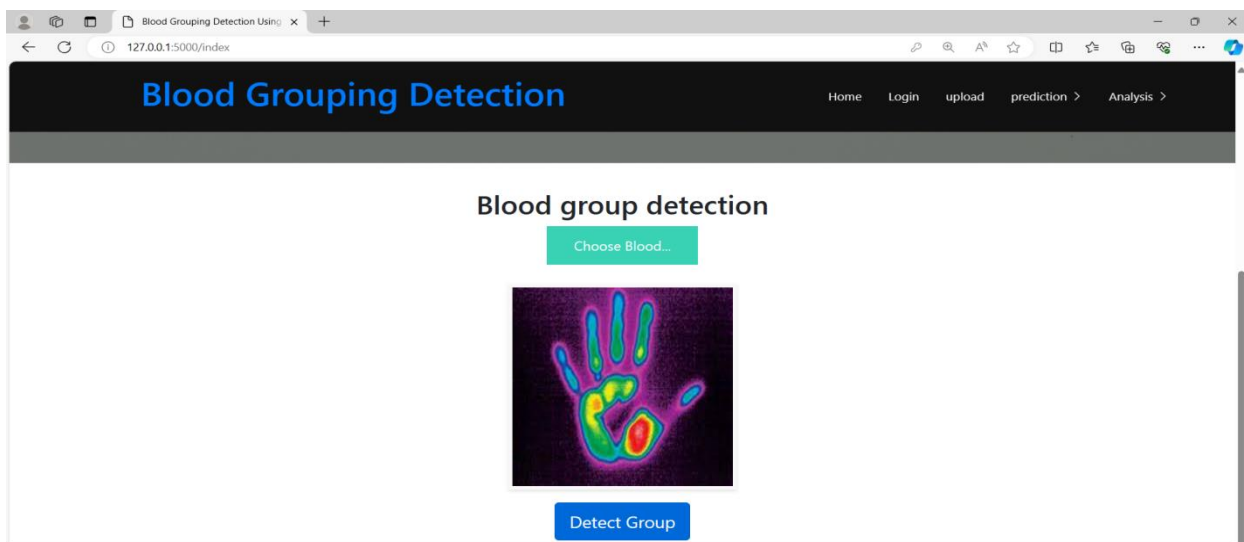 Blood Grouping Detection Using
127.0.0.1:5000/index
Blood Grouping Detection
Home Login upload prediction > Analysis >
Blood group detection
Choose Blood...
Detect Group